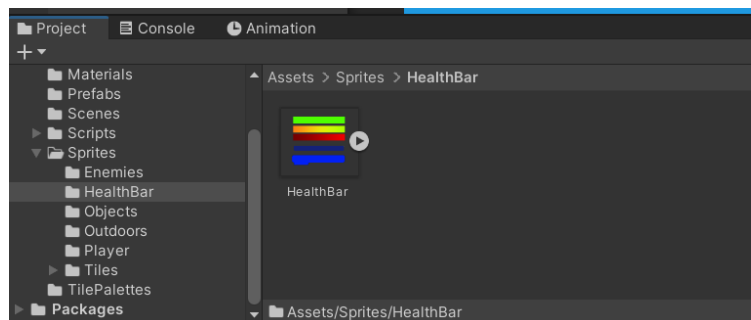 Project Console Animation
Materials
Prefabs
Scenes
Scripts
Sprites
Enemies
HealthBar
Objects
Outdoors
Player
Tiles
TilePalettes
Packages
Assets > Sprites > HealthBar
HealthBar
Assets/Sprites/HealthBar